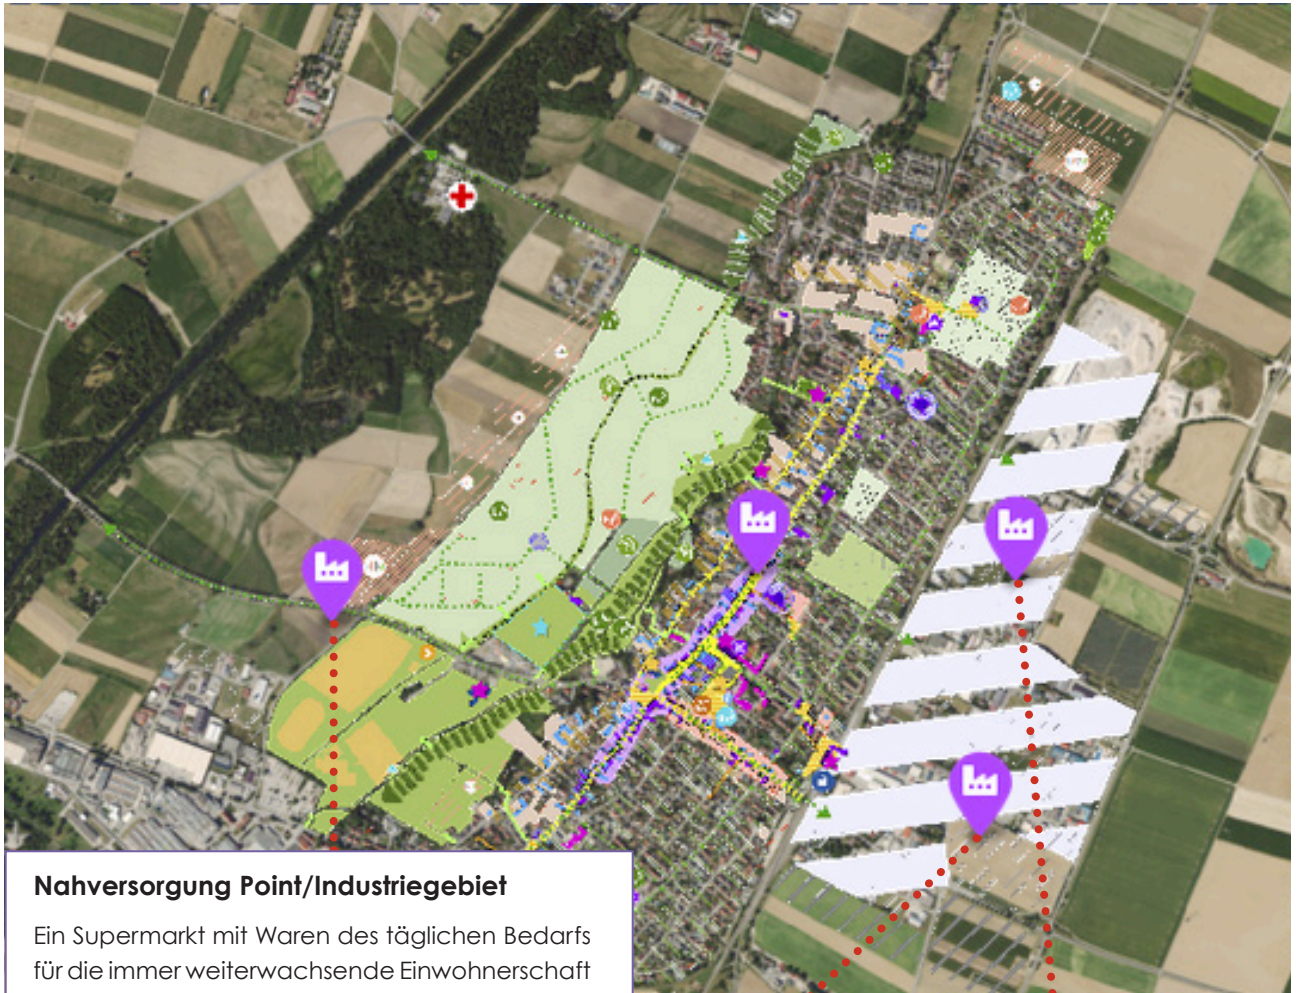 Nahversorgung Point/Industriegebiet
Ein Supermarkt mit Waren des täglichen Bedarfs
für die immer weiterwachsende Einwohnerschaft